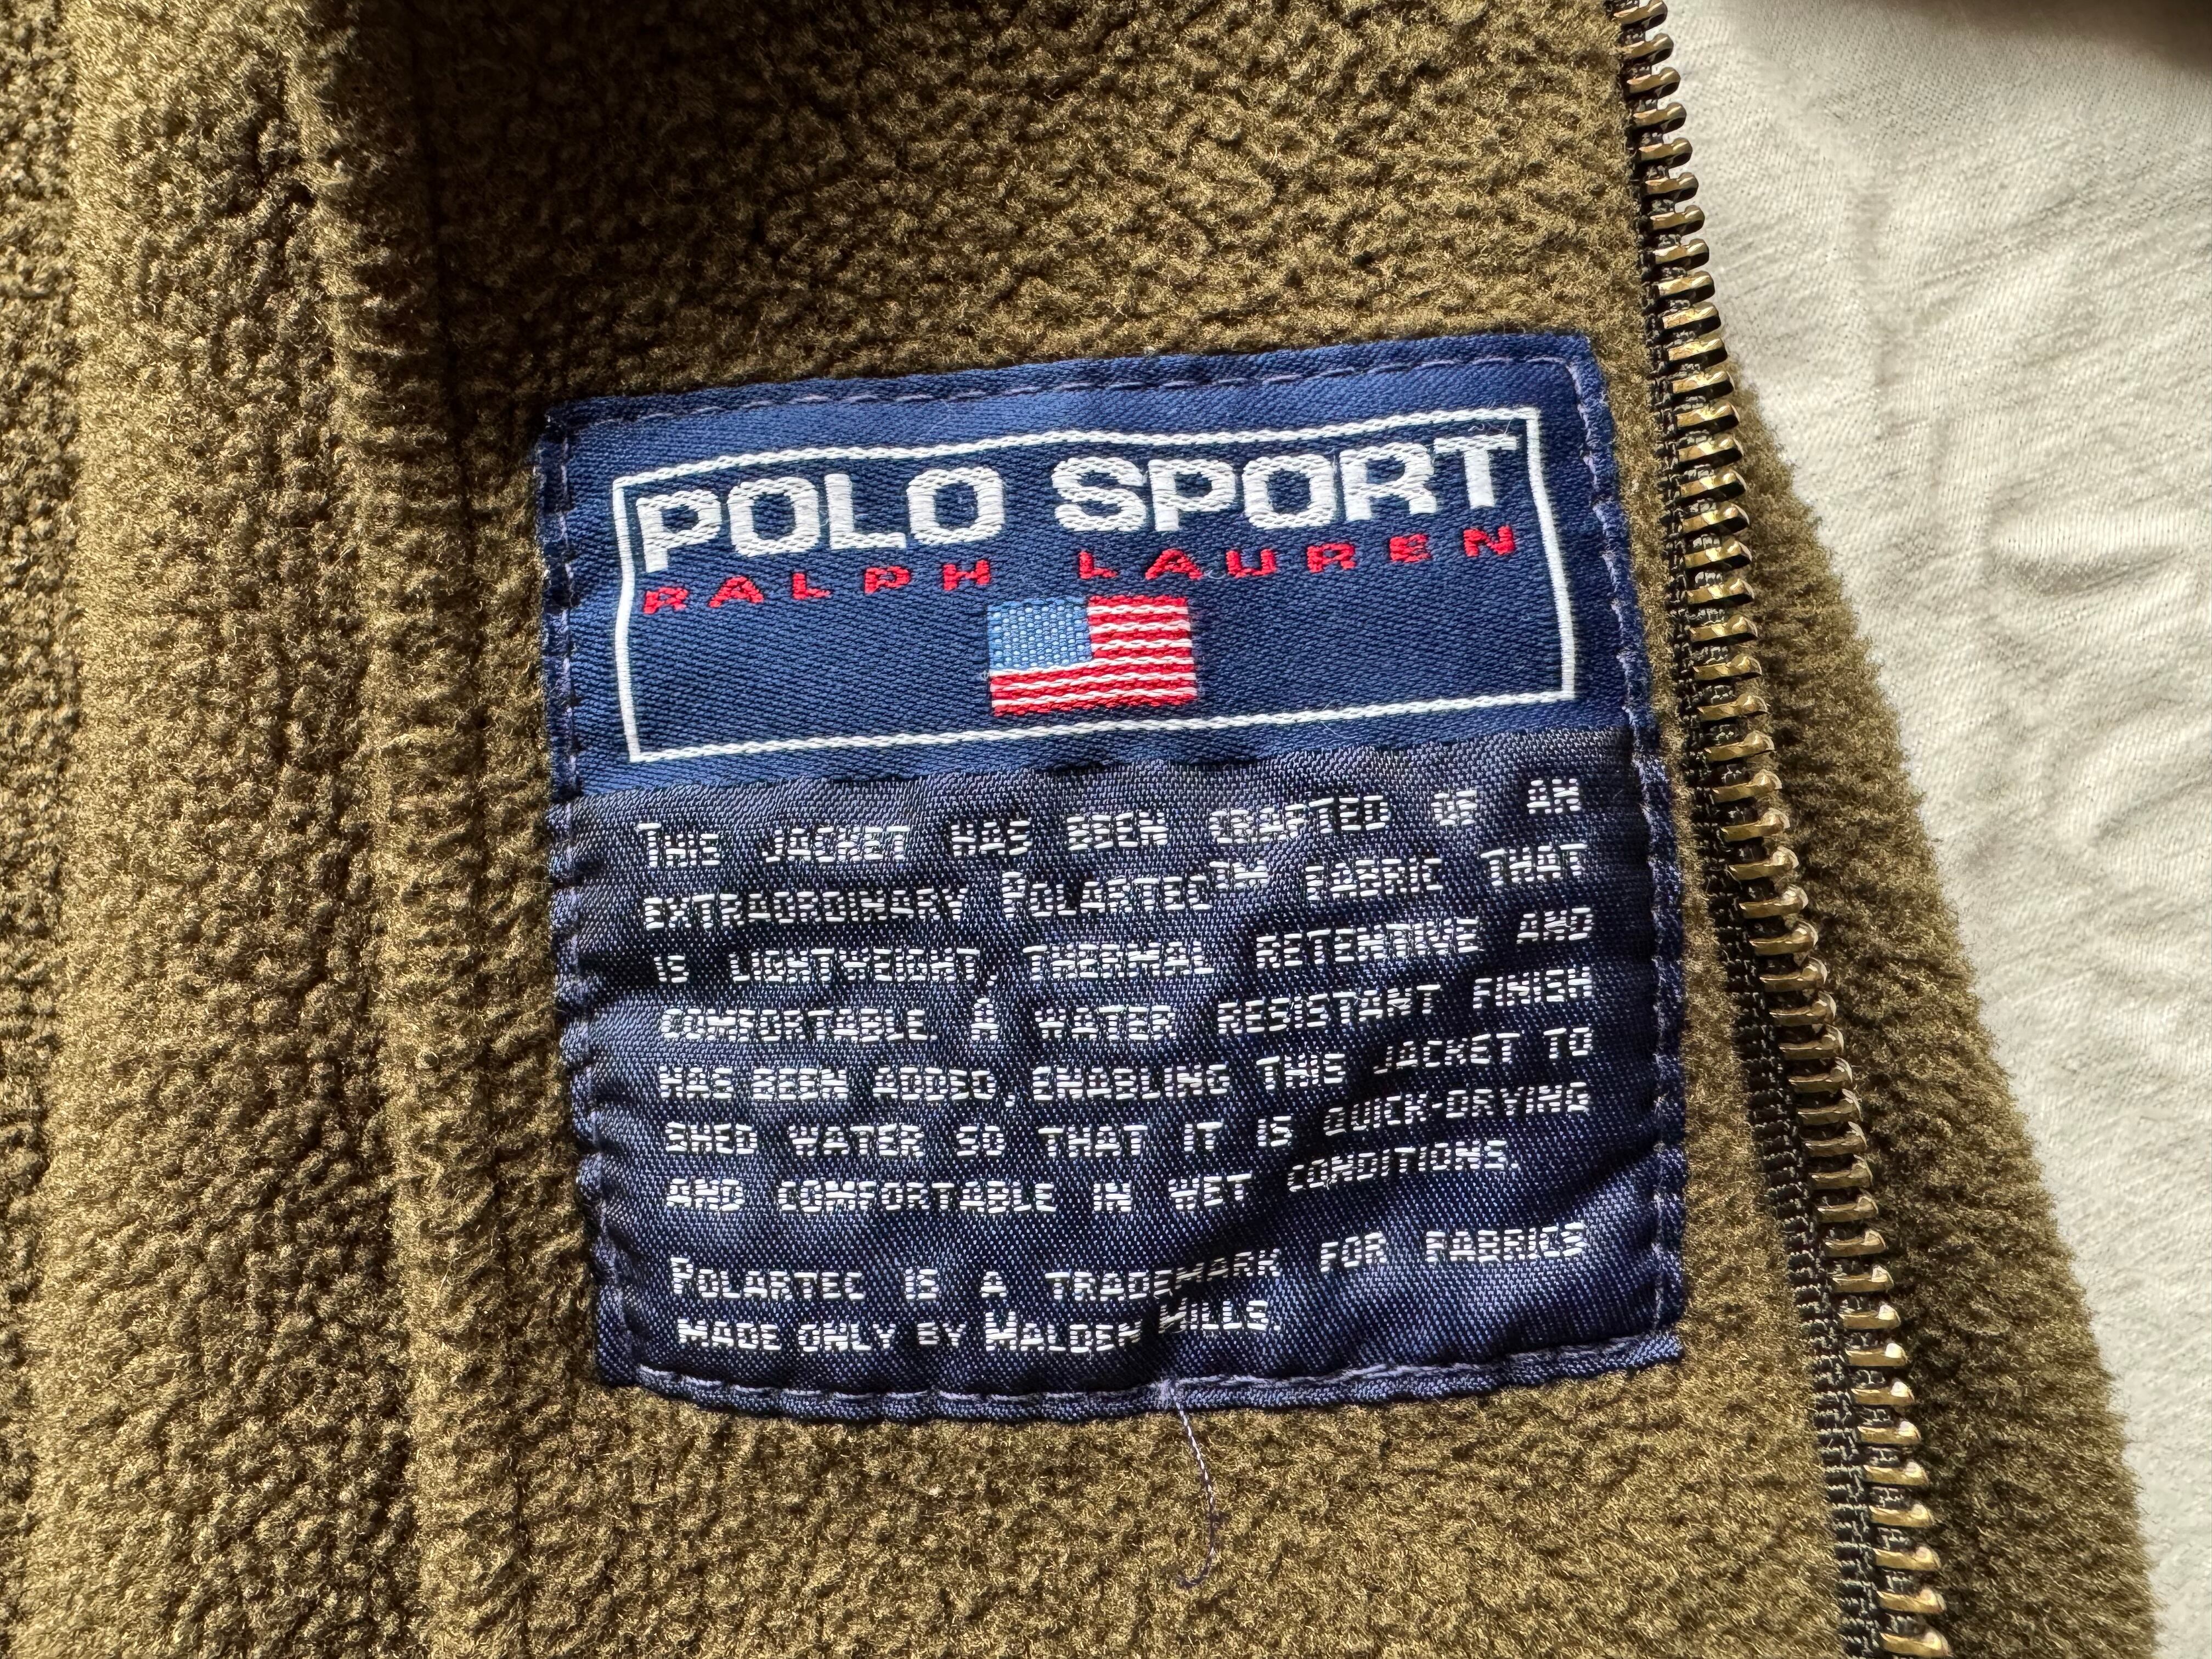 POLO SPORT
RALPH LAUREN
THIS JACKET HAS BEEN CRAFTED OF AN
EXTRAORDINARY POLARTEC™ FABRIC THAT
IS LIGHTWEIGHT, THERMAL RETENTIVE AND
COMFORTABLE A WATER RESISTANT FINISH
HAS BEEN ADDED, ENABLING THIS JACKET TO
SHED WATER SO THAT IT IS QUICK-DRYING
AND COMFORTABLE IN WET CONDITIONS.
POLARTEC IS A TRADEMARK FOR FABRICS
MADE ONLY BY MALDEN MILLS.